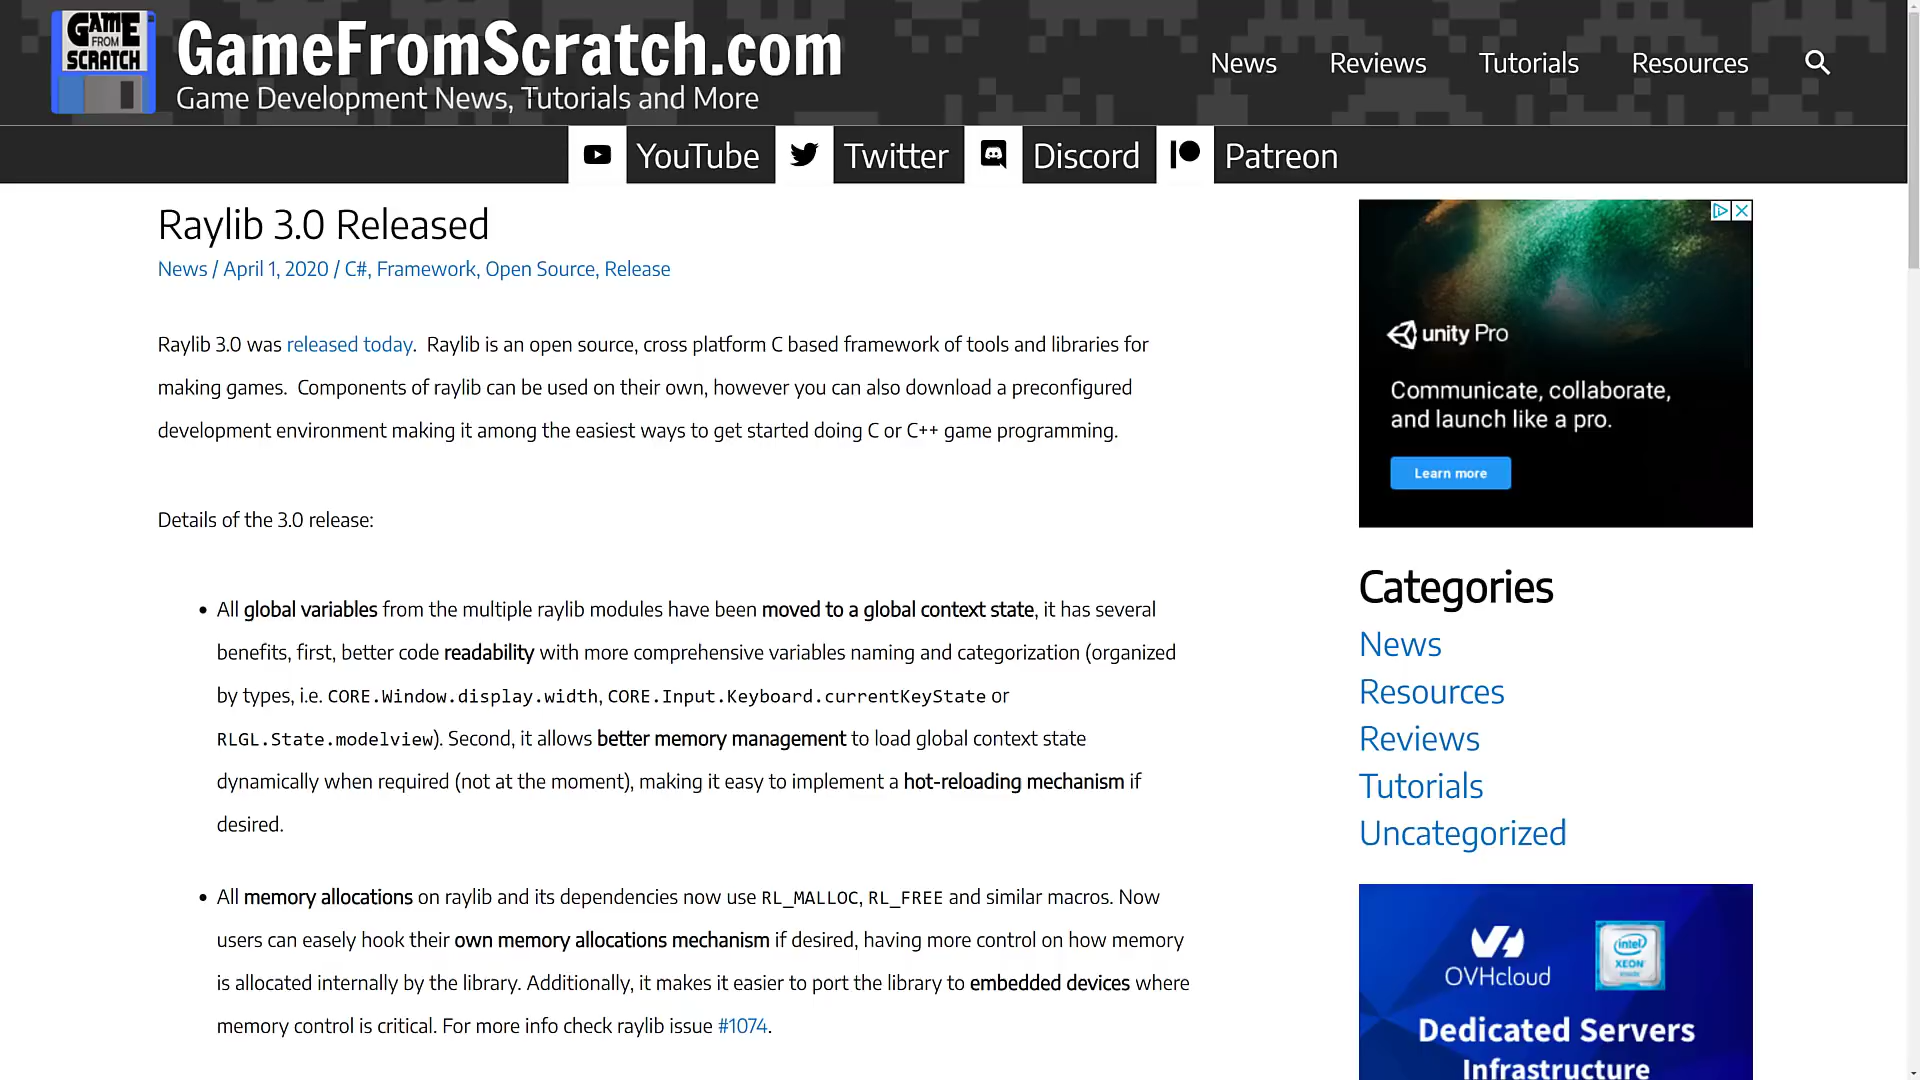 GAME
FROM
SCRATCH
GameFromScratch.com
Game Development News, Tutorials and More
News
Reviews
Tutorials
Resources
YouTube
Twitter
Discord
Patreon
Raylib 3.0 Released
News / April 1, 2020 / C#, Framework, Open Source, Release
Raylib 3.0 was released today.  Raylib is an open source, cross platform C based framework of tools and libraries for
making games.  Components of raylib can be used on their own, however you can also download a preconfigured
development environment making it among the easiest ways to get started doing C or C++ game programming.
Details of the 3.0 release:
• All global variables from the multiple raylib modules have been moved to a global context state, it has several
benefits, first, better code readability with more comprehensive variables naming and categorization (organized
by types, i.e. CORE.Window.display.width, CORE.Input.Keyboard.currentKeyState or
RLGL.State.modelview). Second, it allows better memory management to load global context state
dynamically when required (not at the moment), making it easy to implement a hot-reloading mechanism if
desired.
• All memory allocations on raylib and its dependencies now use RL_MALLOC, RL_FREE and similar macros. Now
users can easely hook their own memory allocations mechanism if desired, having more control on how memory
is allocated internally by the library. Additionally, it makes it easier to port the library to embedded devices where
memory control is critical. For more info check raylib issue #1074.
unity Pro
Communicate, collaborate,
and launch like a pro.
Learn more
Categories
News
Resources
Reviews
Tutorials
Uncategorized
OVHcloud
intel
XEON
inside
Dedicated Servers
Infrastructure